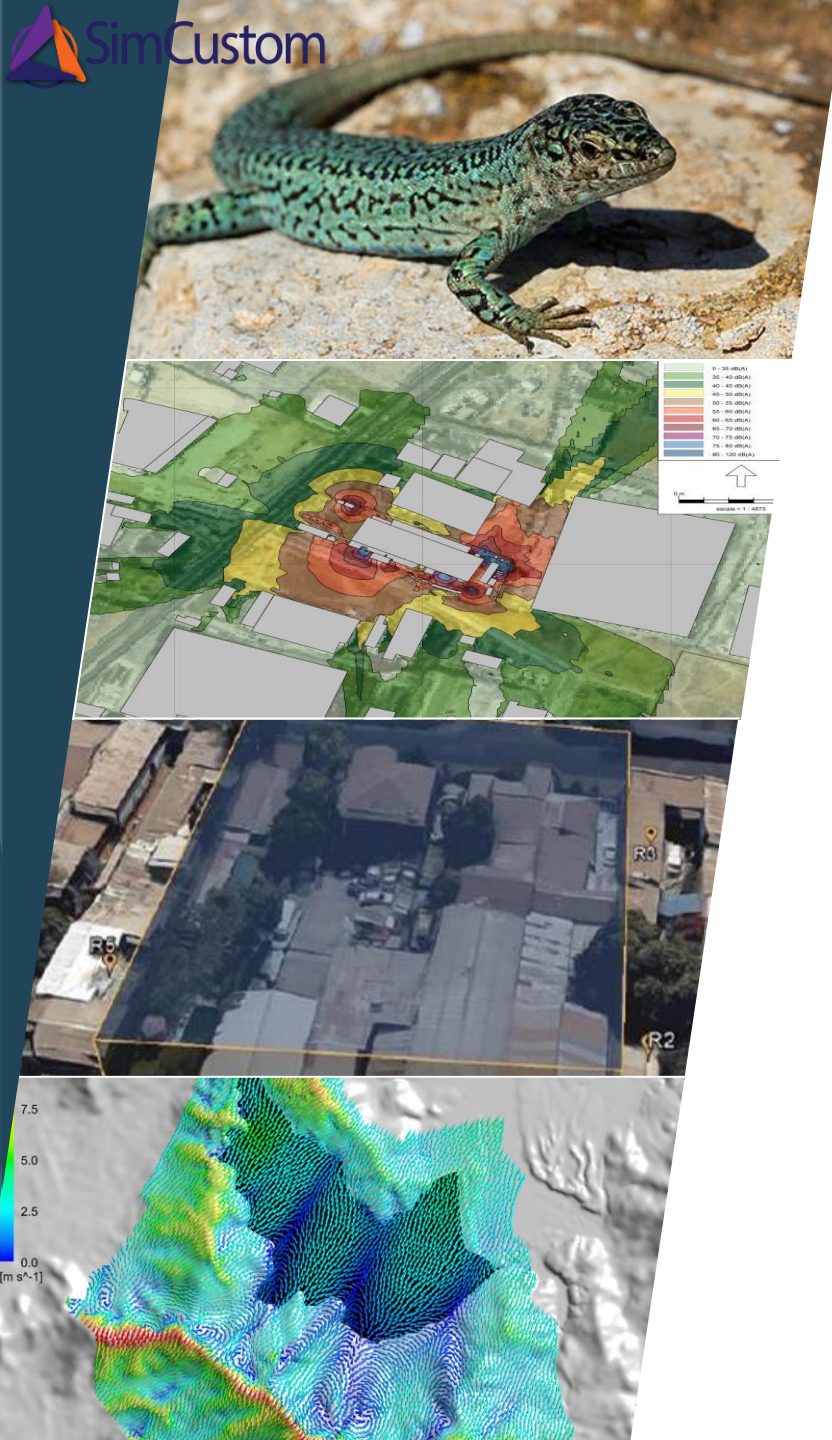 SimCustom
0 - 35 dB(A)
35 - 40 dB(A)
40 - 45 dB(A)
45 - 50 dB(A)
50 - 55 dB(A)
55 - 60 dB(A)
60 - 65 dB(A)
65 - 70 dB(A)
70 - 75 dB(A)
75 - 80 dB(A)
80 - 120 dB(A)
0 m
escala = 1 : 4875
R3
R5
R2
7.5
5.0
2.5
0.0
[m s^-1]